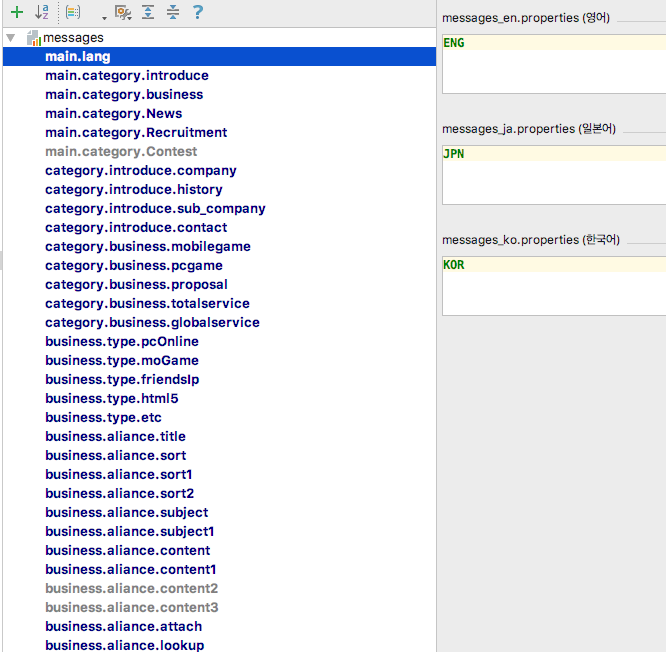 messages
main.lang
main.category.introduce
main.category.business
main.category.News
main.category.Recruitment
main.category.Contest
category.introduce.company
category.introduce.history
category.introduce.sub_company
category.introduce.contact
category.business.mobilegame
category.business.pcgame
category.business.proposal
category.business.totalservice
category.business.globalservice
business.type.pcOnline
business.type.moGame
business.type.friendsIp
business.type.html5
business.type.etc
business.aliance.title
business.aliance.sort
business.aliance.sort1
business.aliance.sort2
business.aliance.subject
business.aliance.subject1
business.aliance.content
business.aliance.content1
business.aliance.content2
business.aliance.content3
business.aliance.attach
business.aliance.lookup
messages_en.properties (영어)
ENG
messages_ja.properties (일본어)
JPN
messages_ko.properties (한국어)
KOR